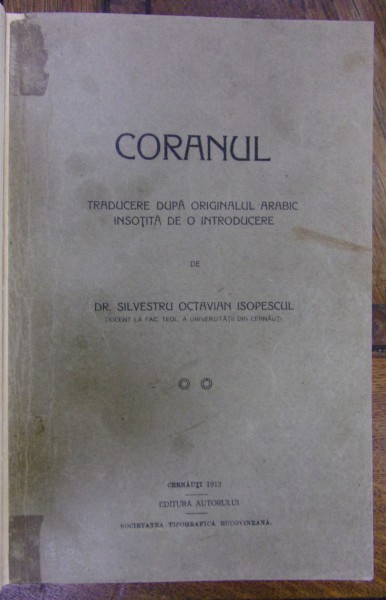 CORANUL
TRADUCERE DUPĂ ORIGINALUL ARABIC
INSOȚITĂ DE O INTRODUCERE
DE
DR. SILVESTRU OCTAVIAN ISOPESCUL
DOCENT LA FAC. TEOL. A UNIVERSITĂȚII DIN CERNĂUȚI
CERNĂUȚI 1912
EDITURA AUTORULUI
SOCIETATEA TIPOGRAFICĂ BUCOVINEANĂ.